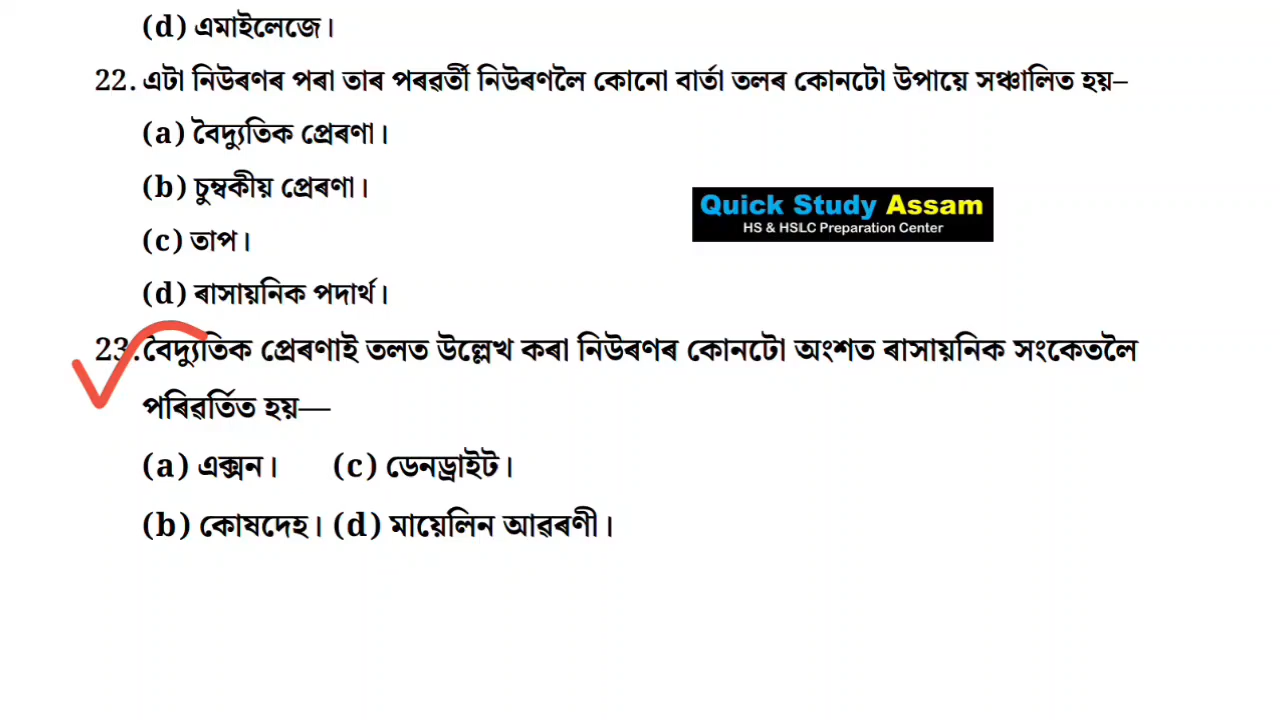 (d) এমাইলেজে।
22. এটা নিউৰণৰ পৰা তাৰ পৰৱৰ্তী নিউৰণলৈ কোনো বাৰ্তা তলৰ কোনটো উপায়ে সঞ্চালিত হয়–
(a) বৈদ্যুতিক প্ৰেৰণা।
(b) চুম্বকীয় প্ৰেৰণা।
Quick Study Assam
HS & HSLC Preparation Center
(c) তাপ।
(d) ৰাসায়নিক পদাৰ্থ।
23. বৈদ্যুতিক প্ৰেৰণাই তলত উল্লেখ কৰা নিউৰণৰ কোনটো অংশত ৰাসায়নিক সংকেতলৈ
পৰিৱৰ্তিত হয়—
(a) এক্সন। (c) ডেনড্ৰাইট।
(b) কোষদেহ। (d) মায়েলিন আৱৰণী।